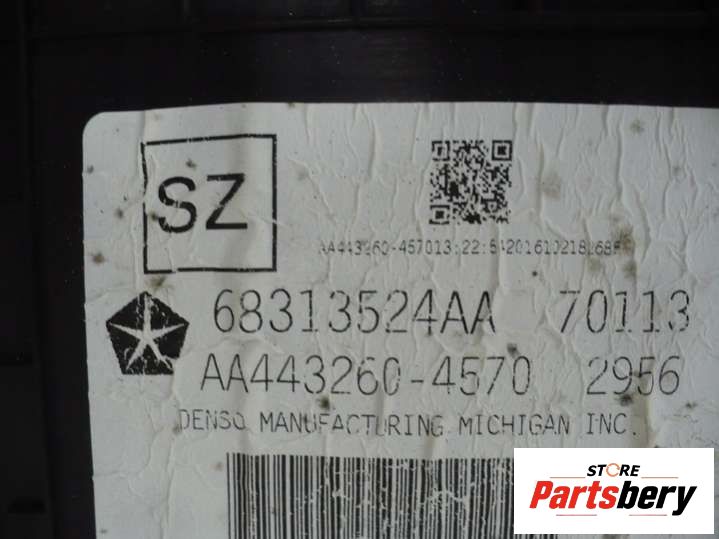 SZ
68313524AA 70113
AA443260-4570 2956
DENSO MANUFACTURING MICHIGAN INC.
STORE
Partsbery